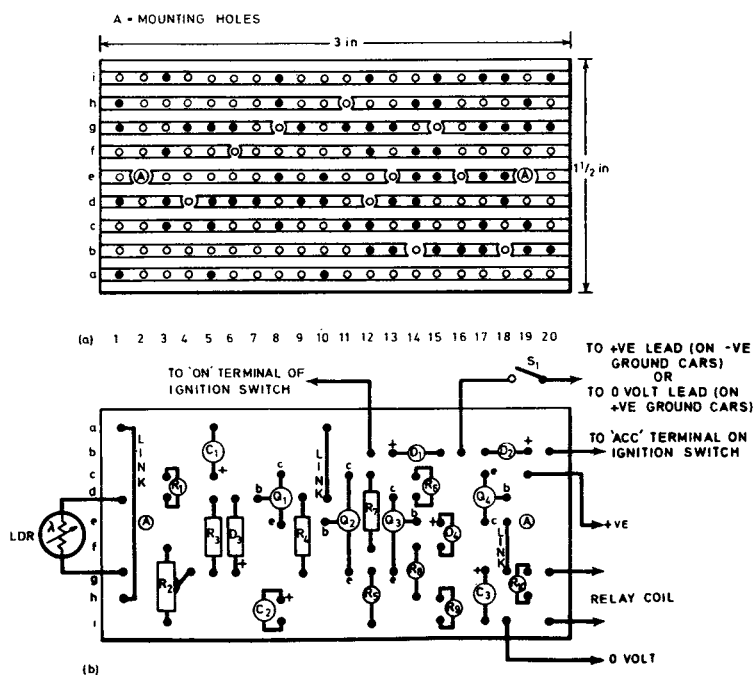 A = MOUNTING HOLES
3 in
1 1/2 in
i
h
g
f
e A A
d
c
b
a
(a) 1 2 3 4 5 6 7 8 9 10 11 12 13 14 15 16 17 18 19 20
TO 'ON' TERMINAL OF
IGNITION SWITCH
S1
TO +VE LEAD (ON -VE
GROUND CARS)
OR
TO 0 VOLT LEAD (ON
+VE GROUND CARS)
TO 'ACC' TERMINAL ON
IGNITION SWITCH
a
b
c
d
e
f
g
h
i
LINK
C1 +
LINK
+ D1
D2 +
R1
b Q1 c e
c b Q2 e
R7
c Q3 b e
e Q4 b c
LDR
λ
A
R3
D3 +
R4
+ D4
LINK
A
+VE
R2
C2 +
R5
R8
R9
+ C3
RELAY COIL
0 VOLT
(b)